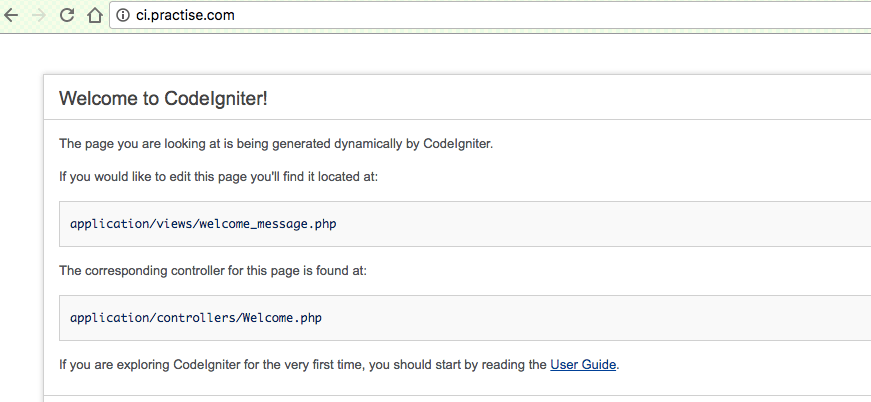 ci.practise.com
Welcome to CodeIgniter!
The page you are looking at is being generated dynamically by CodeIgniter.
If you would like to edit this page you'll find it located at:
application/views/welcome_message.php
The corresponding controller for this page is found at:
application/controllers/Welcome.php
If you are exploring CodeIgniter for the very first time, you should start by reading the User Guide.